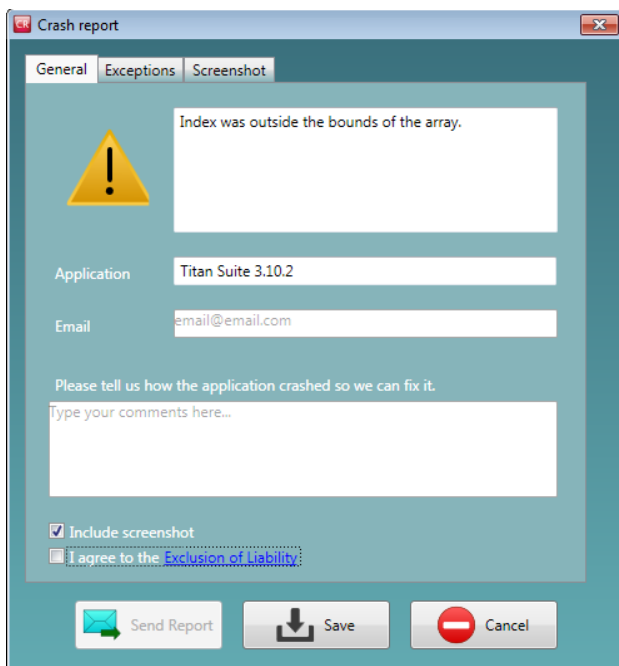 CR Crash report
General Exceptions Screenshot
Index was outside the bounds of the array.
Application Titan Suite 3.10.2
Email email@email.com
Please tell us how the application crashed so we can fix it.
Type your comments here...
Include screenshot
I agree to the Exclusion of Liability
Send Report Save Cancel